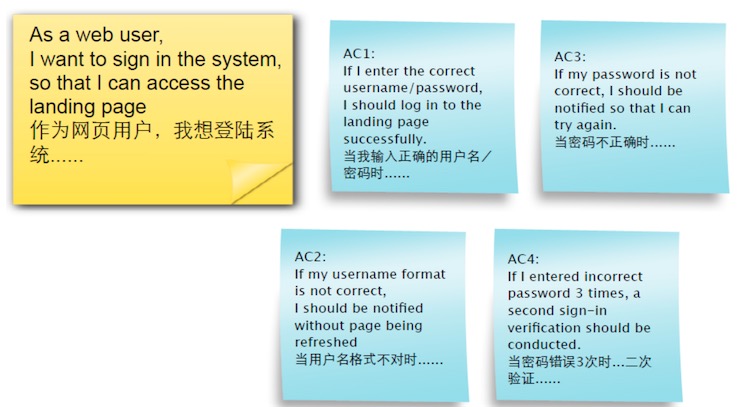 As a web user,
I want to sign in the system,
so that I can access the
landing page
作为网页用户，我想登陆系
统......
AC1:
If I enter the correct
username/password,
I should log in to the
landing page
successfully.
当我输入正确的用户名／
密码时......
AC3:
If my password is not
correct, I should be
notified so that I can
try again.
当密码不正确时......
AC2:
If my username format
is not correct,
I should be notified
without page being
refreshed
当用户名格式不对时......
AC4:
If I entered incorrect
password 3 times, a
second sign-in
verification should be
conducted.
当密码错误3次时...二次
验证......